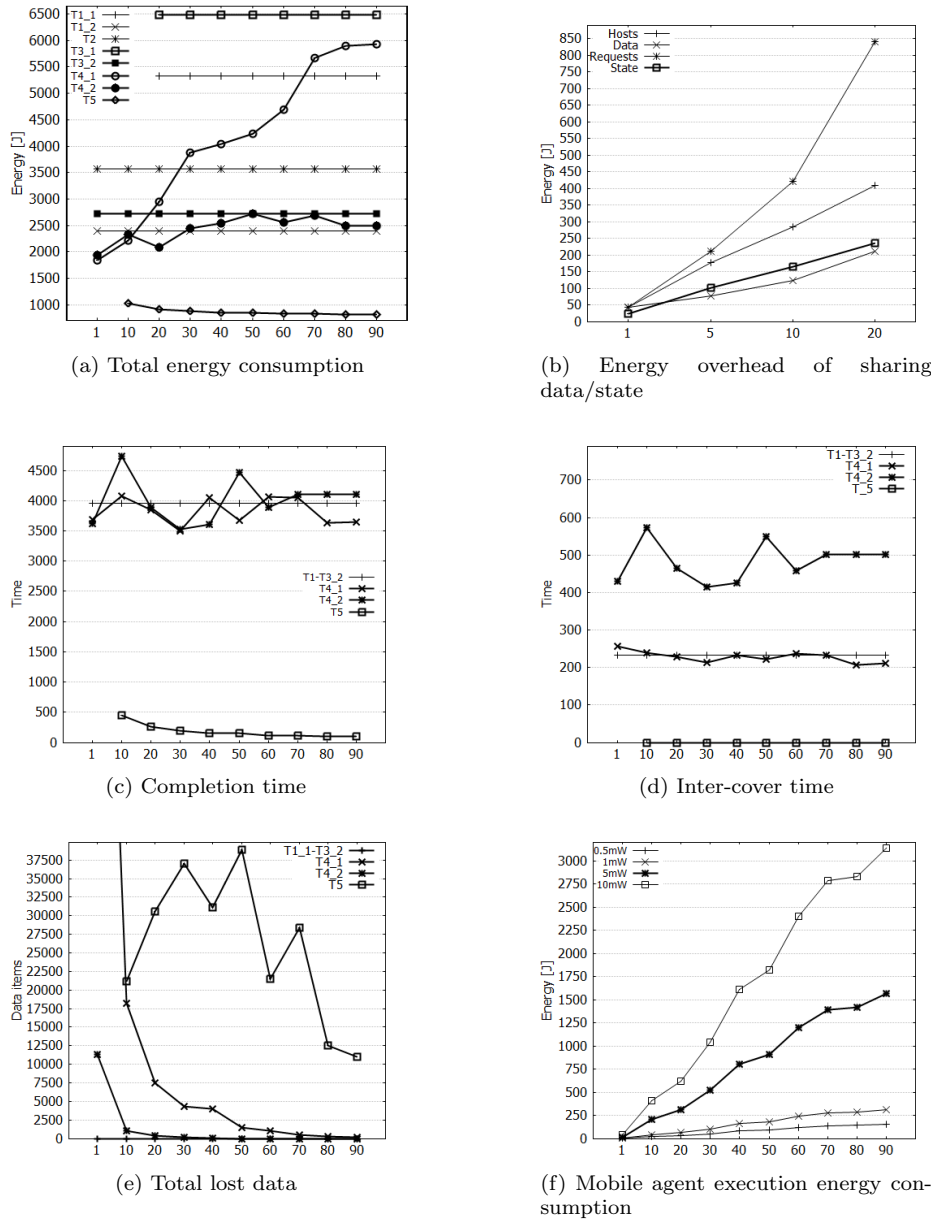 6500
6000
5500
5000
4500
4000
3500
3000
2500
2000
1500
1000
Energy [J]
T1_1
T1_2
T2
T3_1
T3_2
T4_1
T4_2
T5
1 10 20 30 40 50 60 70 80 90
(a) Total energy consumption
850
800
750
700
650
600
550
500
450
400
350
300
250
200
150
100
50
0
Energy [J]
Hosts
Data
Requests
State
1 5 10 20
(b) Energy overhead of sharing
data/state
4500
4000
3500
3000
2500
2000
1500
1000
500
0
Time
T1-T3_2
T4_1
T4_2
T5
1 10 20 30 40 50 60 70 80 90
(c) Completion time
700
600
500
400
300
200
100
0
Time
T1-T3_2
T4_1
T4_2
T_5
1 10 20 30 40 50 60 70 80 90
(d) Inter-cover time
37500
35000
32500
30000
27500
25000
22500
20000
17500
15000
12500
10000
7500
5000
2500
0
Data items
T1_1-T3_2
T4_1
T4_2
T5
1 10 20 30 40 50 60 70 80 90
(e) Total lost data
3000
2750
2500
2250
2000
1750
1500
1250
1000
750
500
250
0
Energy [J]
0.5mW
1mW
5mW
10mW
1 10 20 30 40 50 60 70 80 90
(f) Mobile agent execution energy con-
sumption